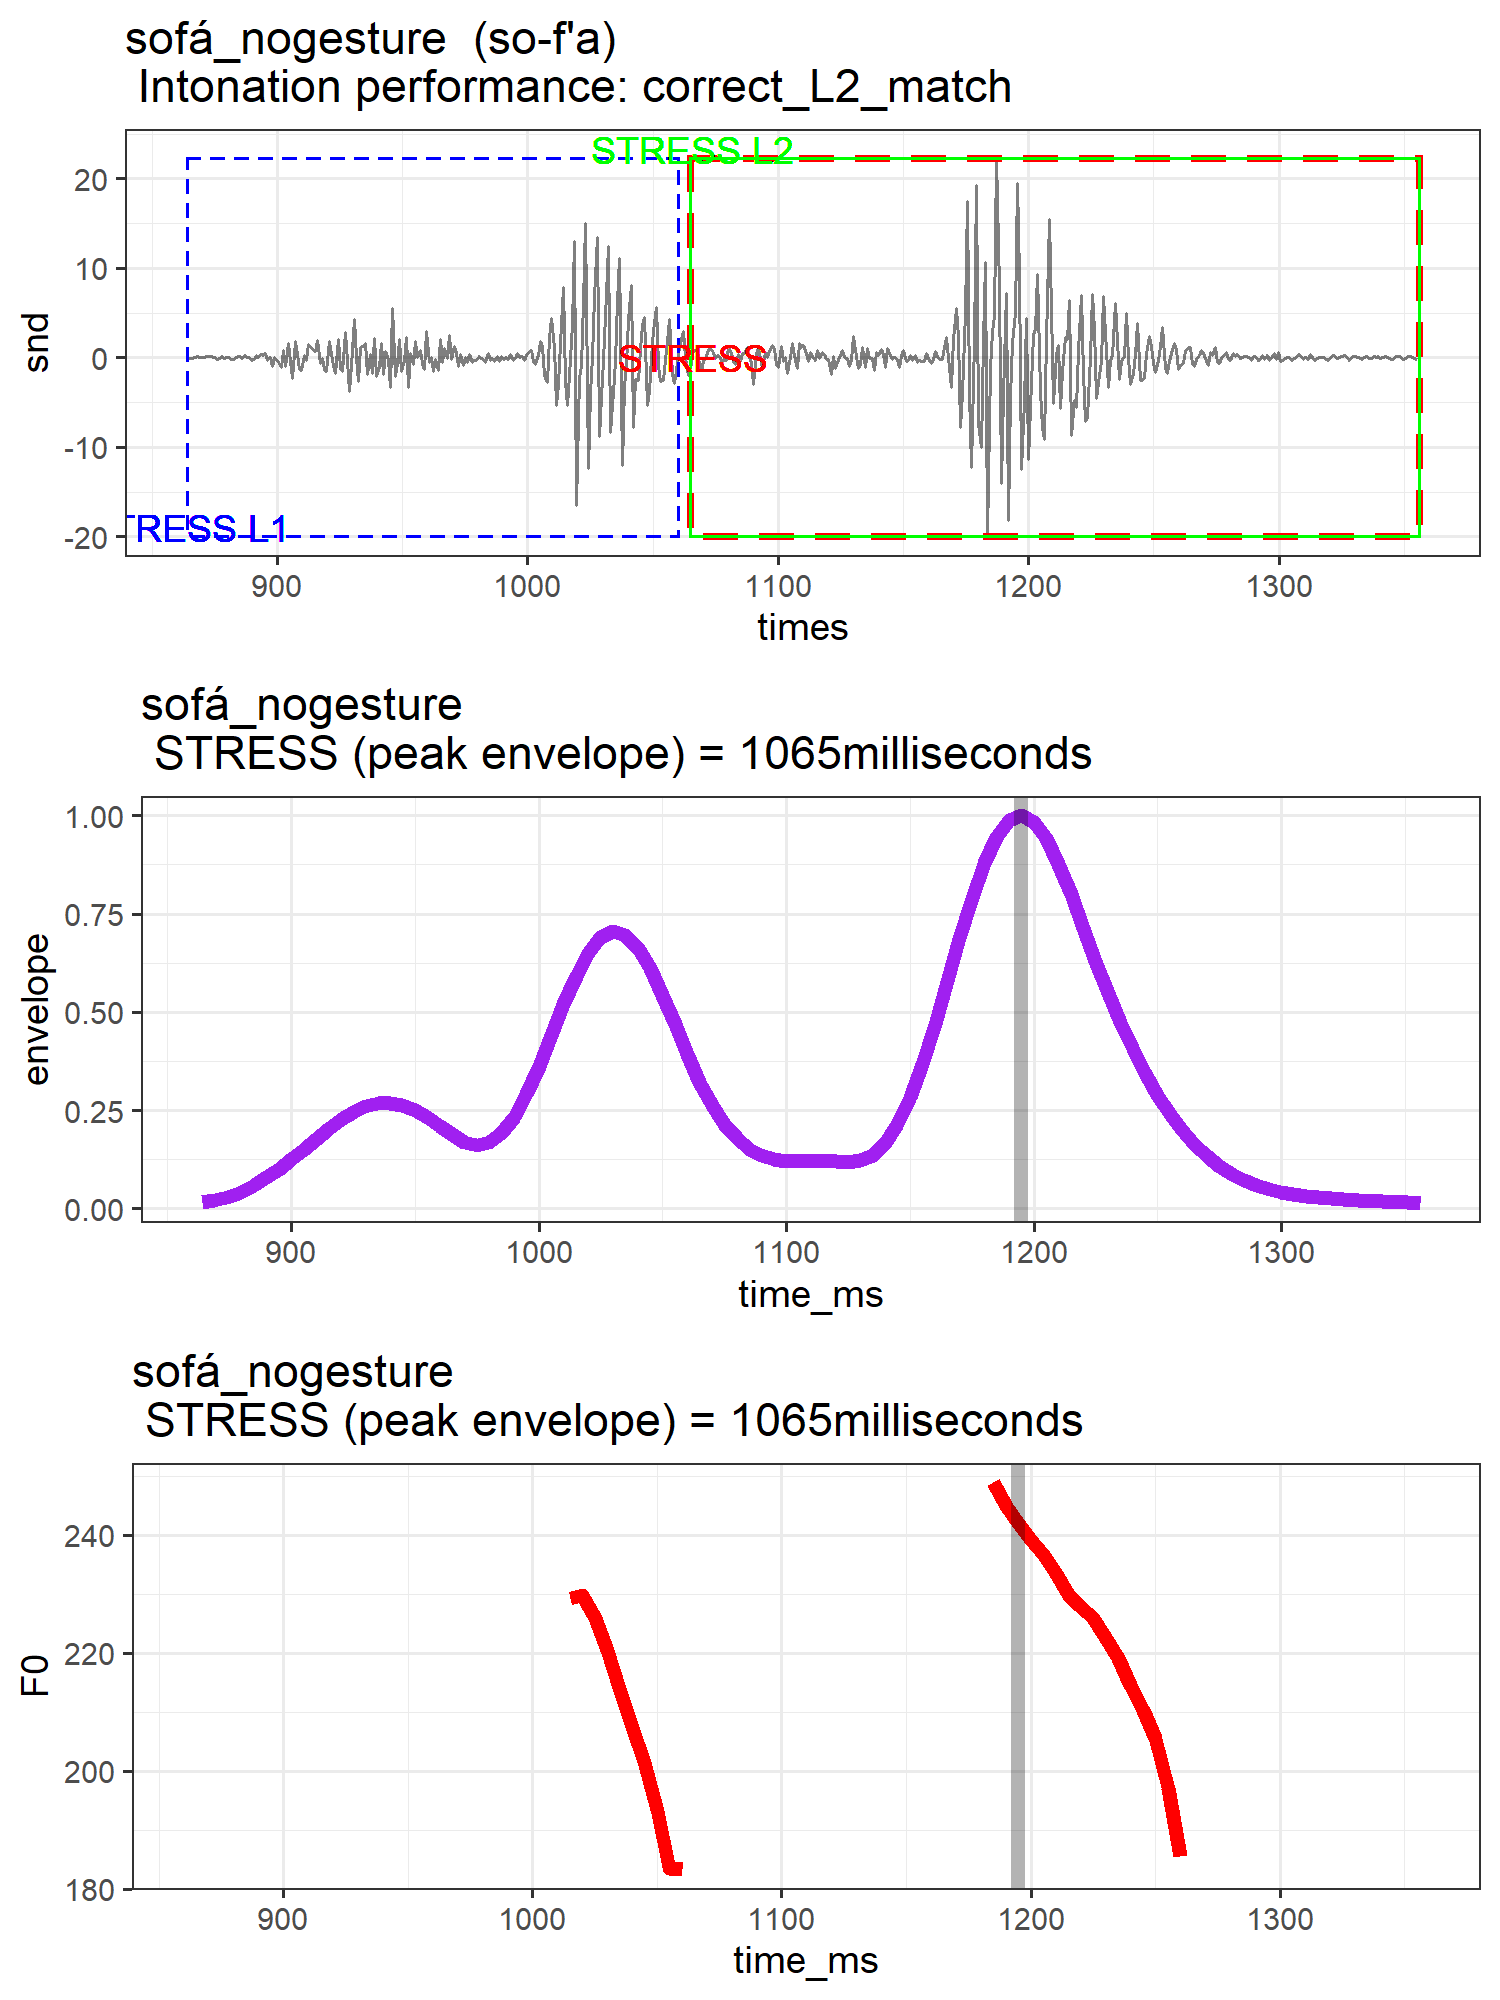 sofá_nogesture  (so-f'a)
Intonation performance: correct_L2_match
STRESS L2
20
10
STRESS
0
-10
TRESS L1
-20
snd
900
1000
1100
1200
1300
times
sofá_nogesture
STRESS (peak envelope) = 1065milliseconds
1.00
0.75
0.50
0.25
0.00
envelope
900
1000
1100
1200
1300
time_ms
sofá_nogesture
STRESS (peak envelope) = 1065milliseconds
240
220
200
180
F0
900
1000
1100
1200
1300
time_ms